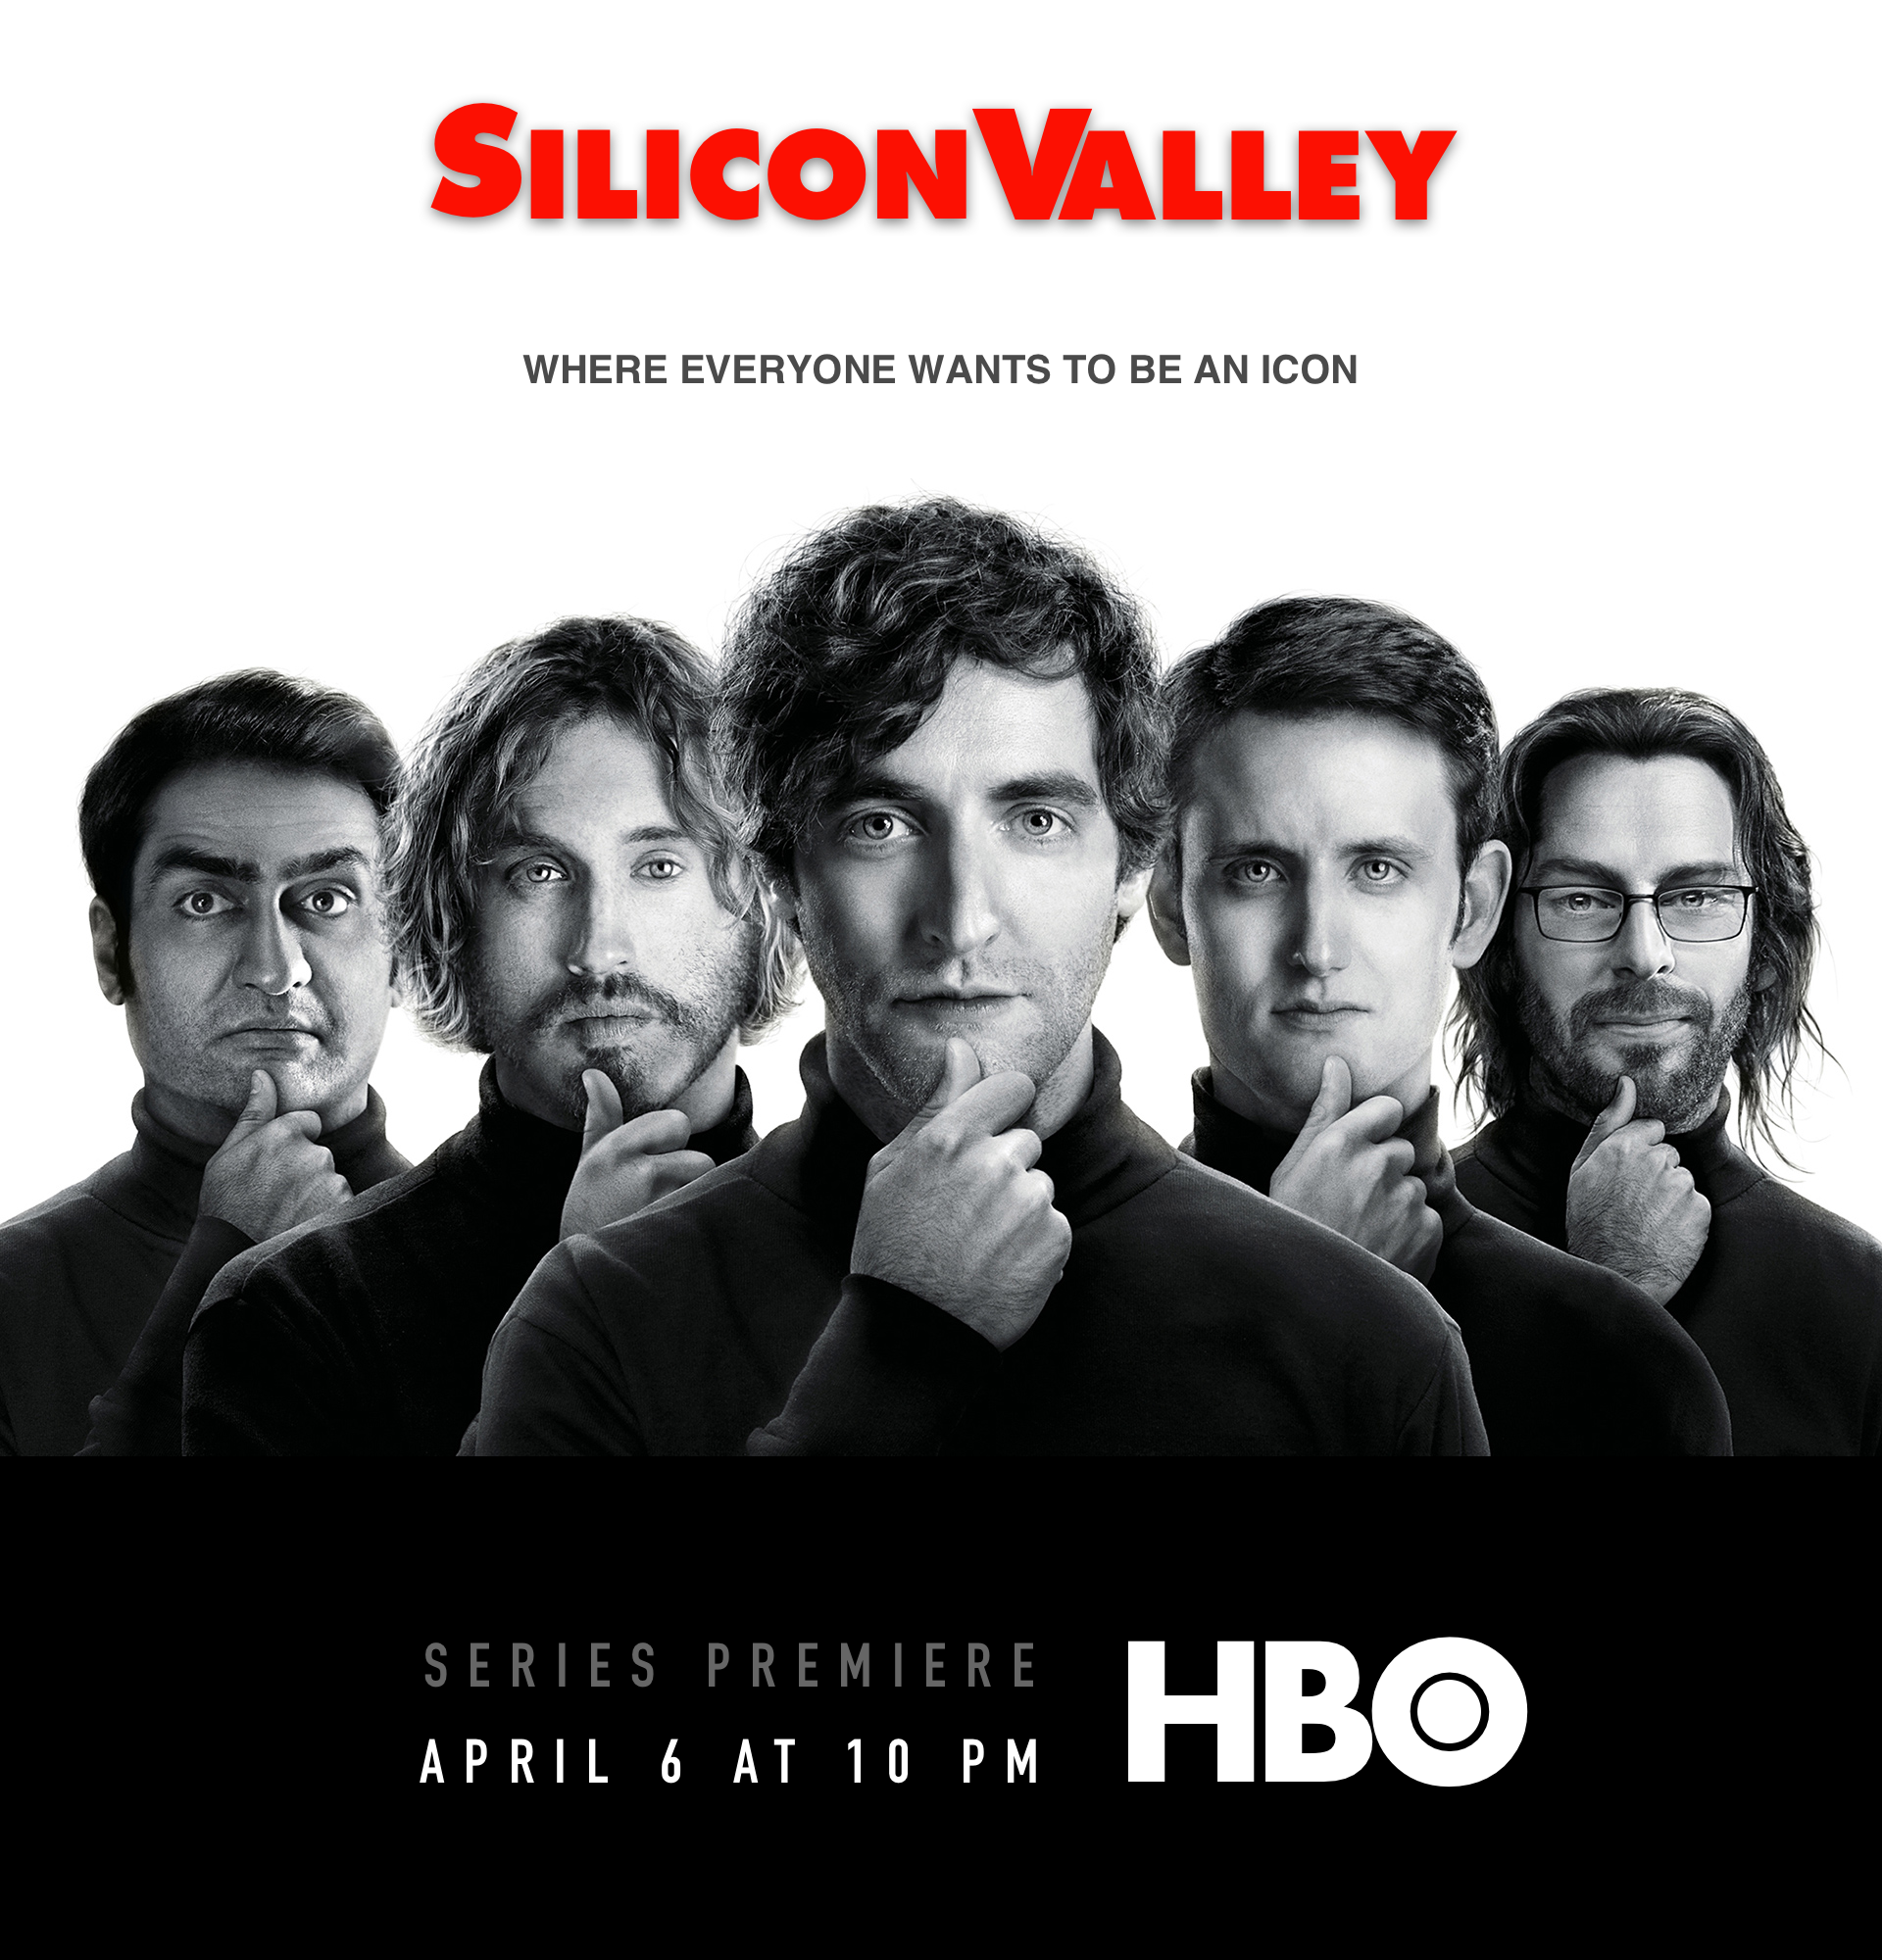 SILICON VALLEY
WHERE EVERYONE WANTS TO BE AN ICON
SERIES PREMIERE
APRIL 6 AT 10 PM
HBO